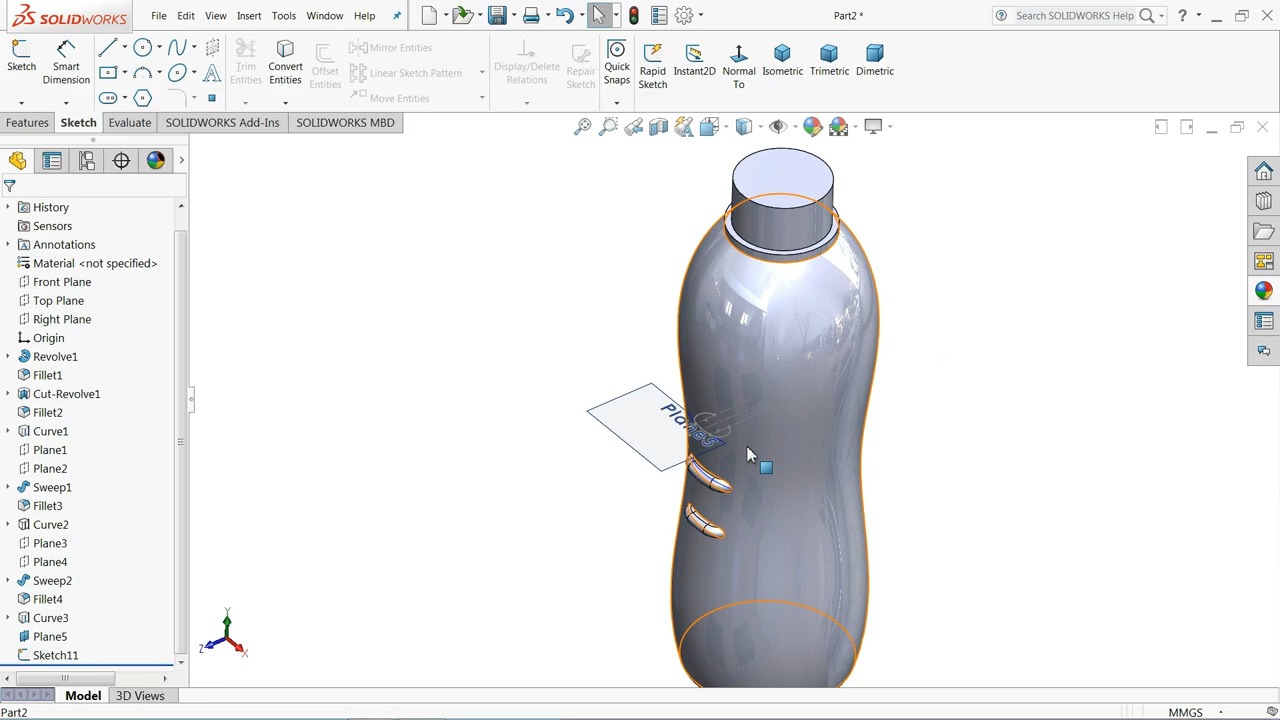 SOLIDWORKS File Edit View Insert Tools Window Help Part2 * Search SOLIDWORKS Help
Sketch Smart Dimension Trim Entities Convert Entities Offset Entities Mirror Entities Linear Sketch Pattern Move Entities Display/Delete Relations Repair Sketch Quick Snaps Rapid Sketch Instant2D Normal To Isometric Trimetric Dimetric
Features Sketch Evaluate SOLIDWORKS Add-Ins SOLIDWORKS MBD
History
Sensors
Annotations
Material <not specified>
Front Plane
Top Plane
Right Plane
Origin
Revolve1
Fillet1
Cut-Revolve1
Fillet2
Curve1
Plane1
Plane2
Sweep1
Fillet3
Curve2
Plane3
Plane4
Sweep2
Fillet4
Curve3
Plane5
Sketch11
Plane5
Y
Z
X
Model 3D Views
Part2 MMGS